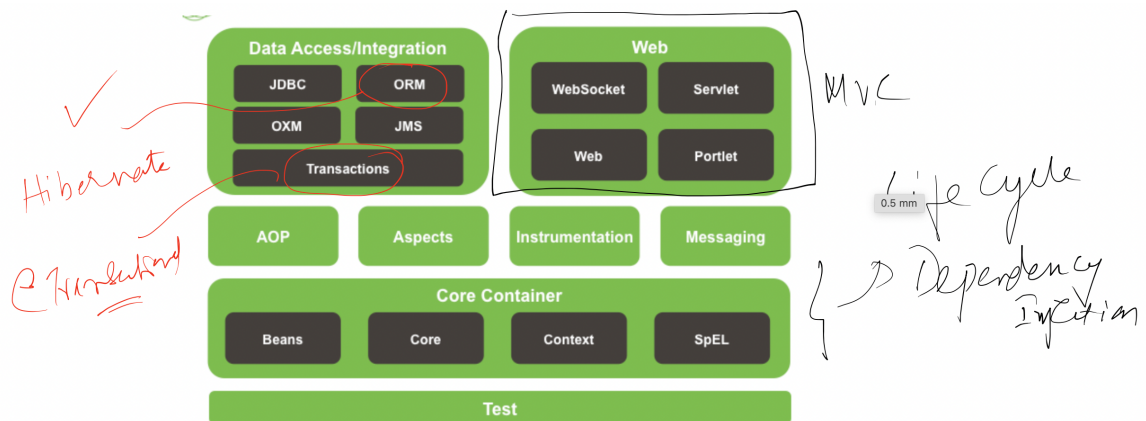 Data Access/Integration
JDBC
ORM
OXM
JMS
Transactions
Web
WebSocket
Servlet
Web
Portlet
MVC
Hibernate
@Transactional
Life Cycle
0.5 mm
AOP
Aspects
Instrumentation
Messaging
Dependency
Injection
Core Container
Beans
Core
Context
SpEL
Test